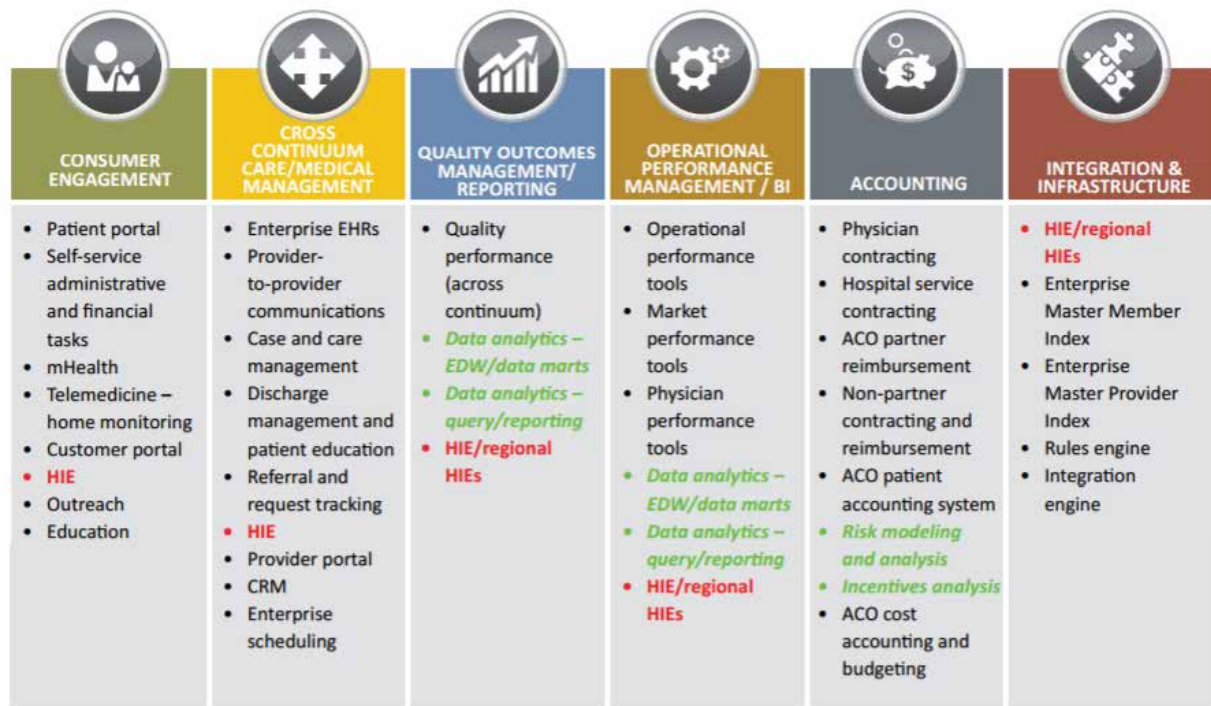 CONSUMER
ENGAGEMENT
• Patient portal
• Self-service
administrative
and financial
tasks
• mHealth
• Telemedicine –
home monitoring
• Customer portal
• HIE
• Outreach
• Education
CROSS
CONTINUUM
CARE/MEDICAL
MANAGEMENT
• Enterprise EHRs
• Provider-
to-provider
communications
• Case and care
management
• Discharge
management and
patient education
• Referral and
request tracking
• HIE
• Provider portal
• CRM
• Enterprise
scheduling
QUALITY OUTCOMES
MANAGEMENT/
REPORTING
• Quality
performance
(across
continuum)
• Data analytics –
EDW/data marts
• Data analytics –
query/reporting
• HIE/regional
HIEs
OPERATIONAL
PERFORMANCE
MANAGEMENT / BI
• Operational
performance
tools
• Market
performance
tools
• Physician
performance
tools
• Data analytics –
EDW/data marts
• Data analytics –
query/reporting
• HIE/regional
HIEs
$
ACCOUNTING
• Physician
contracting
• Hospital service
contracting
• ACO partner
reimbursement
• Non-partner
contracting and
reimbursement
• ACO patient
accounting system
• Risk modeling
and analysis
• Incentives analysis
• ACO cost
accounting and
budgeting
INTEGRATION &
INFRASTRUCTURE
• HIE/regional
HIEs
• Enterprise
Master Member
Index
• Enterprise
Master Provider
Index
• Rules engine
• Integration
engine